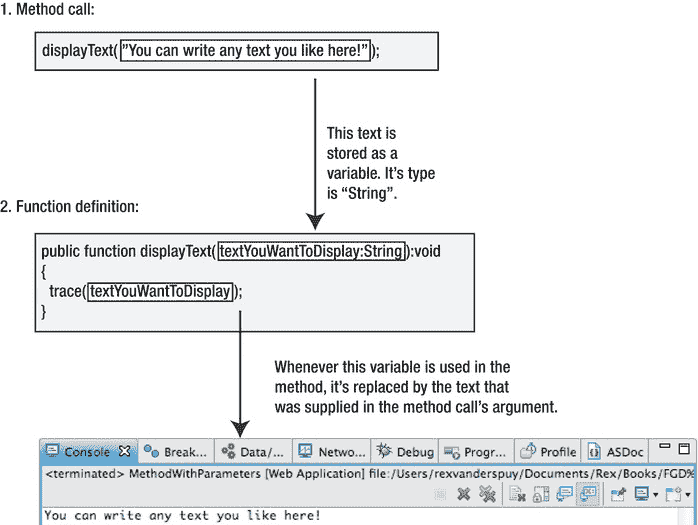 1. Method call:
displayText("You can write any text you like here!");
This text is
stored as a
variable. It's type
is “String”.
2. Function definition:
public function displayText(textYouWantToDisplay:String):void
{
trace(textYouWantToDisplay);
}
Whenever this variable is used in the
method, it's replaced by the text that
was supplied in the method call's argument.
Console Break... Data/... Netwo... Debug Progr... Profile ASDoc
<terminated> MethodWithParameters [Web Application] file:/Users/rexvanderspuy/Documents/Rex/Books/FGD%
You can write any text you like here!